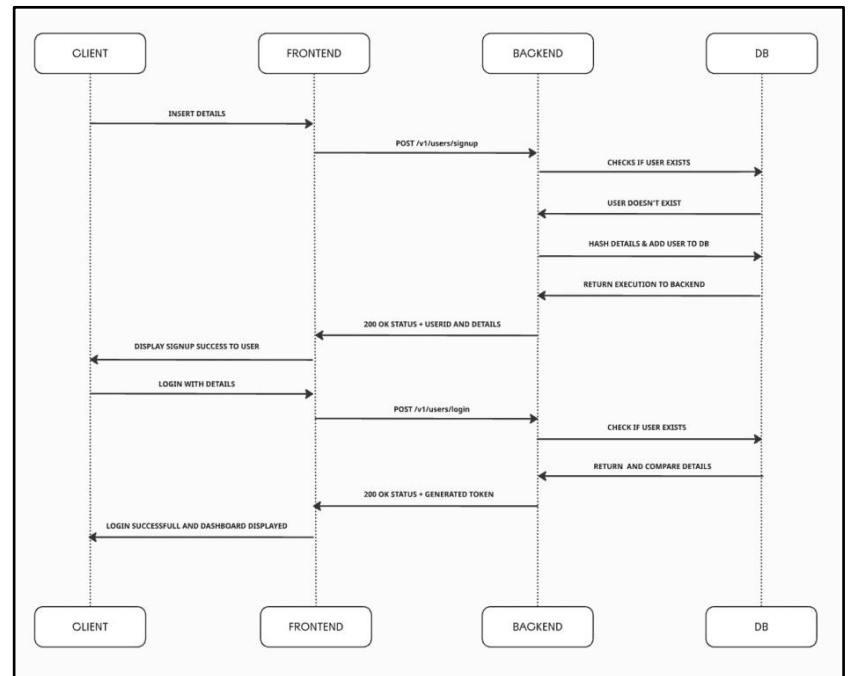 CLIENT
FRONTEND
BACKEND
DB
INSERT DETAILS
POST /v1/users/signup
CHECKS IF USER EXISTS
USER DOESN'T EXIST
HASH DETAILS & ADD USER TO DB
RETURN EXECUTION TO BACKEND
200 OK STATUS + USERID AND DETAILS
DISPLAY SIGNUP SUCCESS TO USER
LOGIN WITH DETAILS
POST /v1/users/login
CHECK IF USER EXISTS
RETURN AND COMPARE DETAILS
200 OK STATUS + GENERATED TOKEN
LOGIN SUCCESSFULL AND DASHBOARD DISPLAYED
CLIENT
FRONTEND
BACKEND
DB